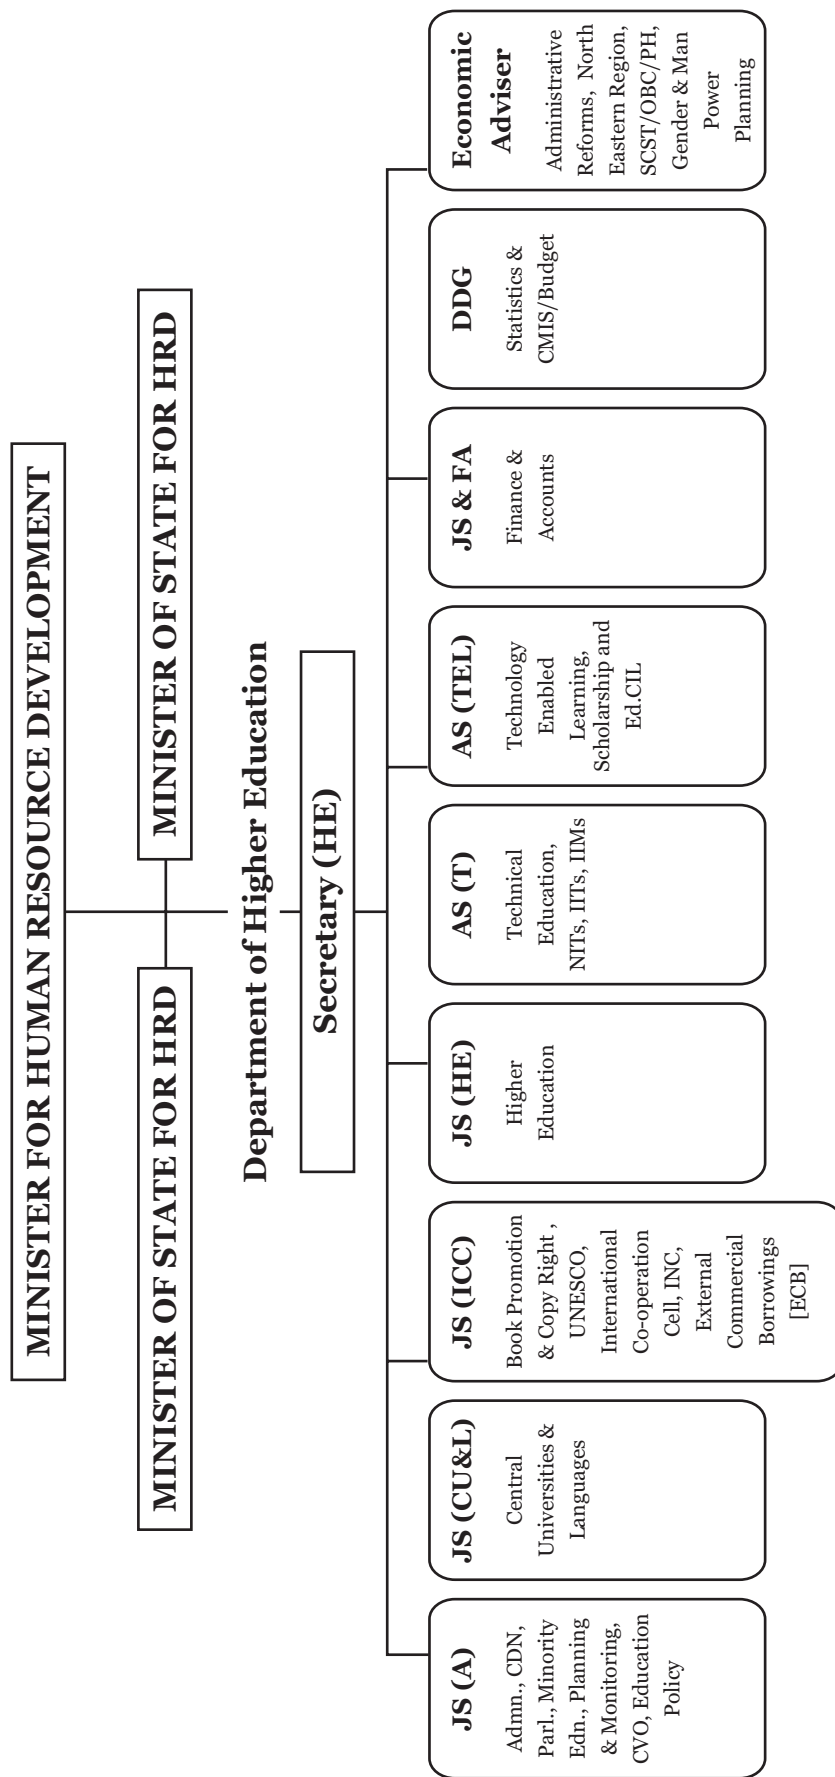 MINISTER FOR HUMAN RESOURCE DEVELOPMENT
MINISTER OF STATE FOR HRD
MINISTER OF STATE FOR HRD
Department of Higher Education
Secretary (HE)
JS (A)
Admn., CDN,
Parl., Minority
Edn., Planning
& Monitoring,
CVO, Education
Policy
JS (CU&L)
Central
Universities &
Languages
JS (ICC)
Book Promotion
& Copy Right ,
UNESCO,
International
Co-operation
Cell, INC,
External
Commercial
Borrowings
[ECB]
JS (HE)
Higher
Education
AS (T)
Technical
Education,
NITs, IITs, IIMs
AS (TEL)
Technology
Enabled
Learning,
Scholarship and
Ed.CIL
JS & FA
Finance &
Accounts
DDG
Statistics &
CMIS/Budget
Economic
Adviser
Administrative
Reforms, North
Eastern Region,
SCST/OBC/PH,
Gender & Man
Power
Planning